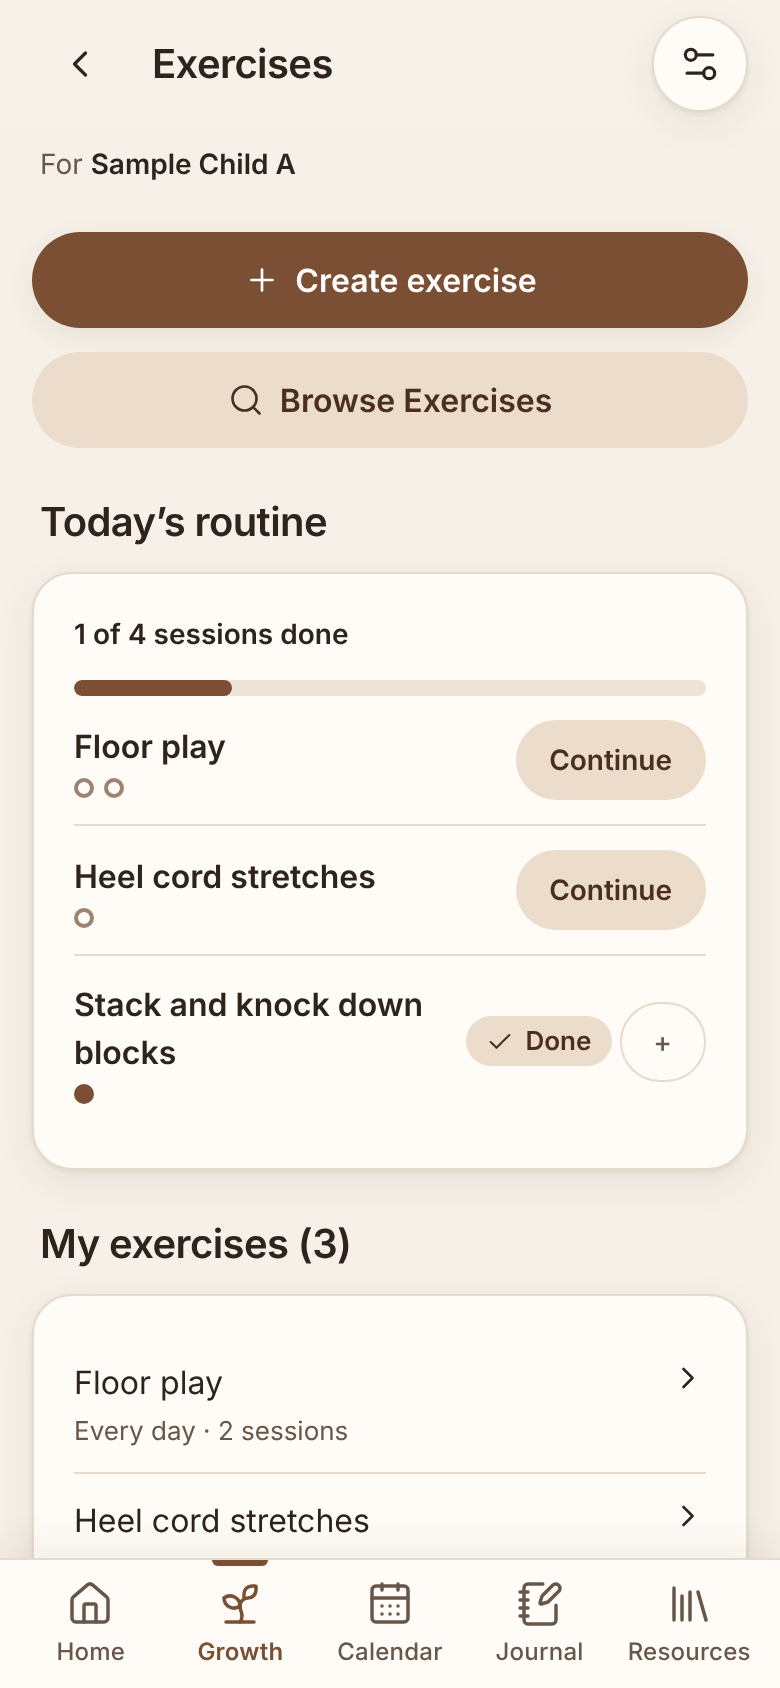 Exercises
For Sample Child A
+ Create exercise
Browse Exercises
Today’s routine
1 of 4 sessions done
Floor play
Continue
Heel cord stretches
Continue
Stack and knock down
blocks
Done
+
My exercises (3)
Floor play
Every day · 2 sessions
Heel cord stretches
Home
Growth
Calendar
Journal
Resources